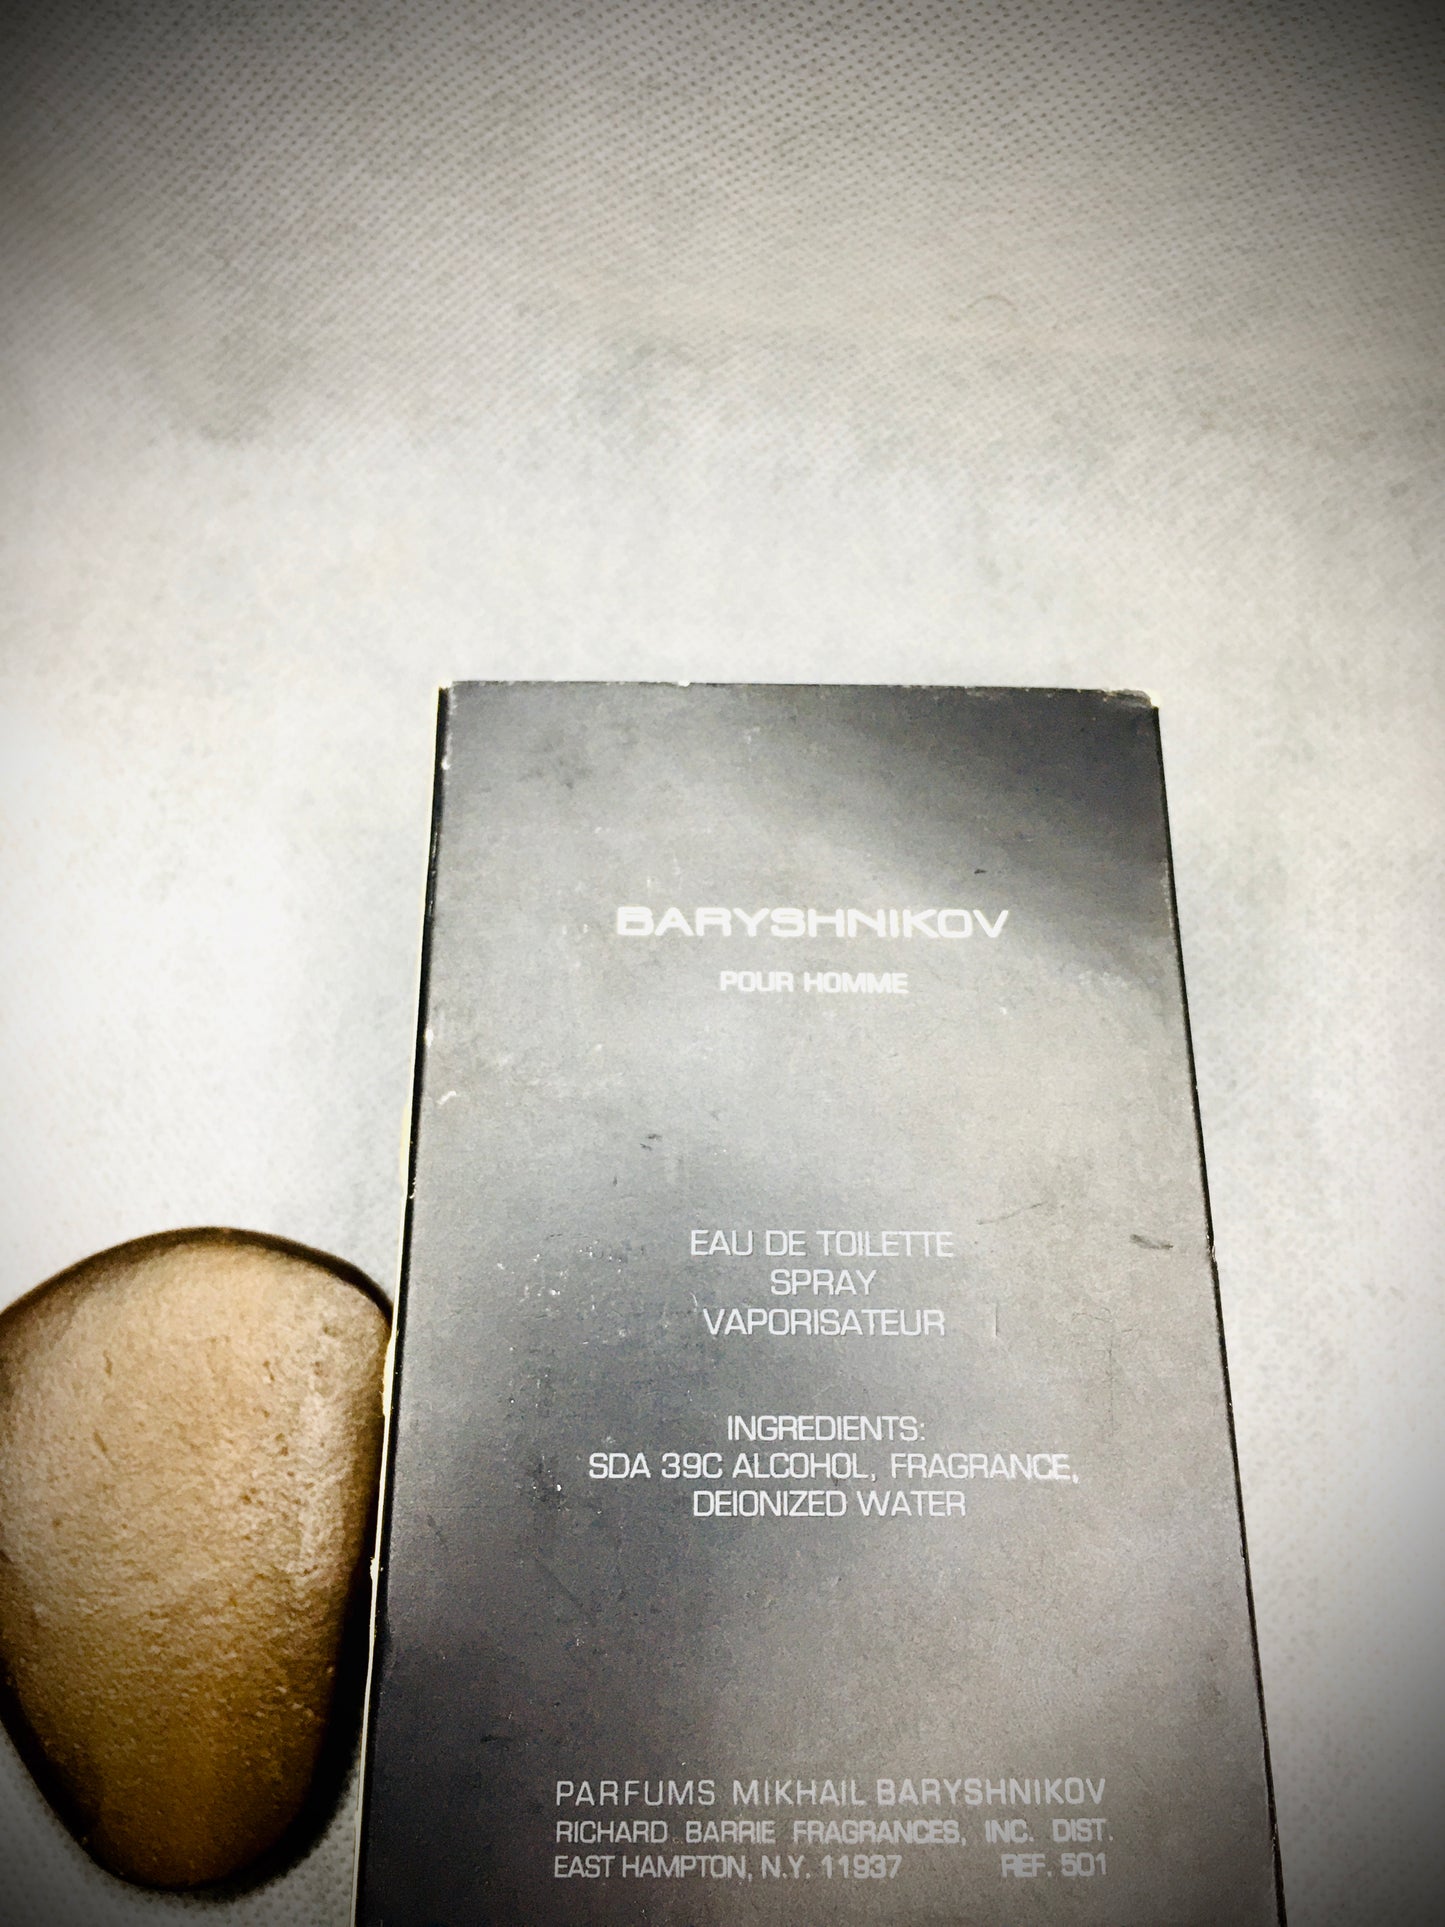 BARYSHNIKOV
POUR HOMME
EAU DE TOILETTE
SPRAY
VAPORISATEUR
INGREDIENTS:
SDA 39C ALCOHOL, FRAGRANCE,
DEIONIZED WATER
PARFUMS MIKHAIL BARYSHNIKOV
RICHARD BARRIE FRAGRANCES, INC. DIST.
EAST HAMPTON, N.Y. 11937 REF. 501